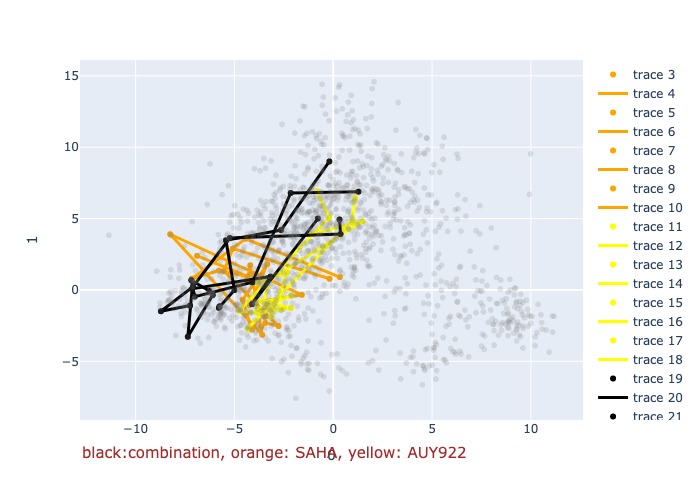 15
10
5
0
−5
1
−10
−5
0
5
10
0
black:combination, orange: SAHA, yellow: AUY922
trace 3
trace 4
trace 5
trace 6
trace 7
trace 8
trace 9
trace 10
trace 11
trace 12
trace 13
trace 14
trace 15
trace 16
trace 17
trace 18
trace 19
trace 20
trace 21